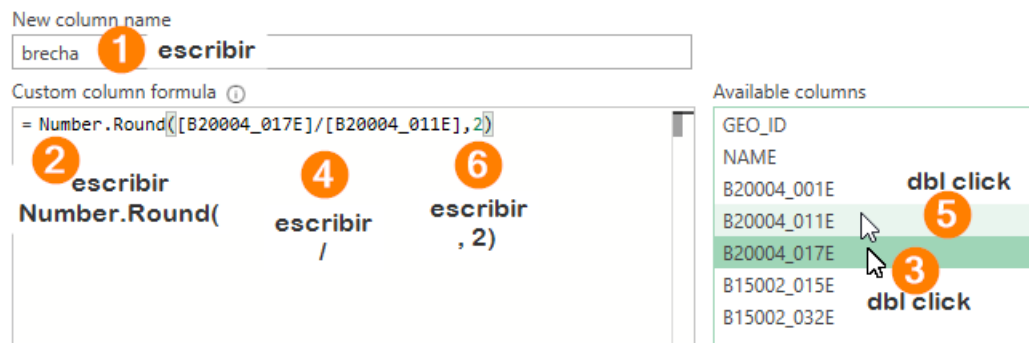 New column name
brecha
1 escribir
Custom column formula
= Number.Round([B20004_017E]/[B20004_011E],2)
2 escribir
Number.Round(
4
escribir
/
6
escribir
, 2)
Available columns
GEO_ID
NAME
B20004_001E
dbl click
5
B20004_011E
B20004_017E
3
dbl click
B15002_015E
B15002_032E